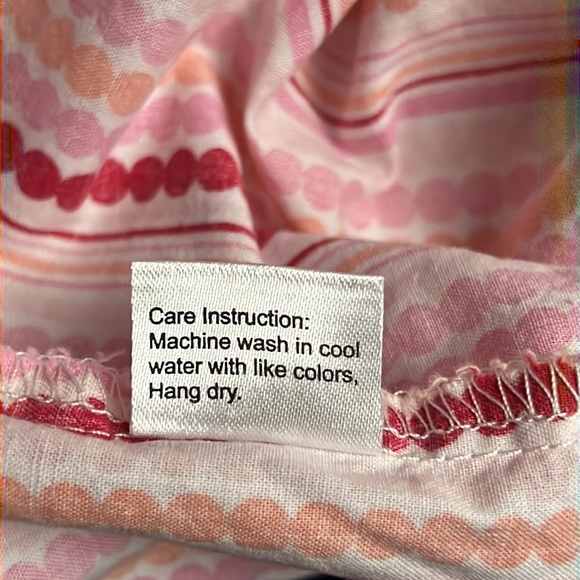 Care Instruction:
Machine wash in cool
water with like colors,
Hang dry.